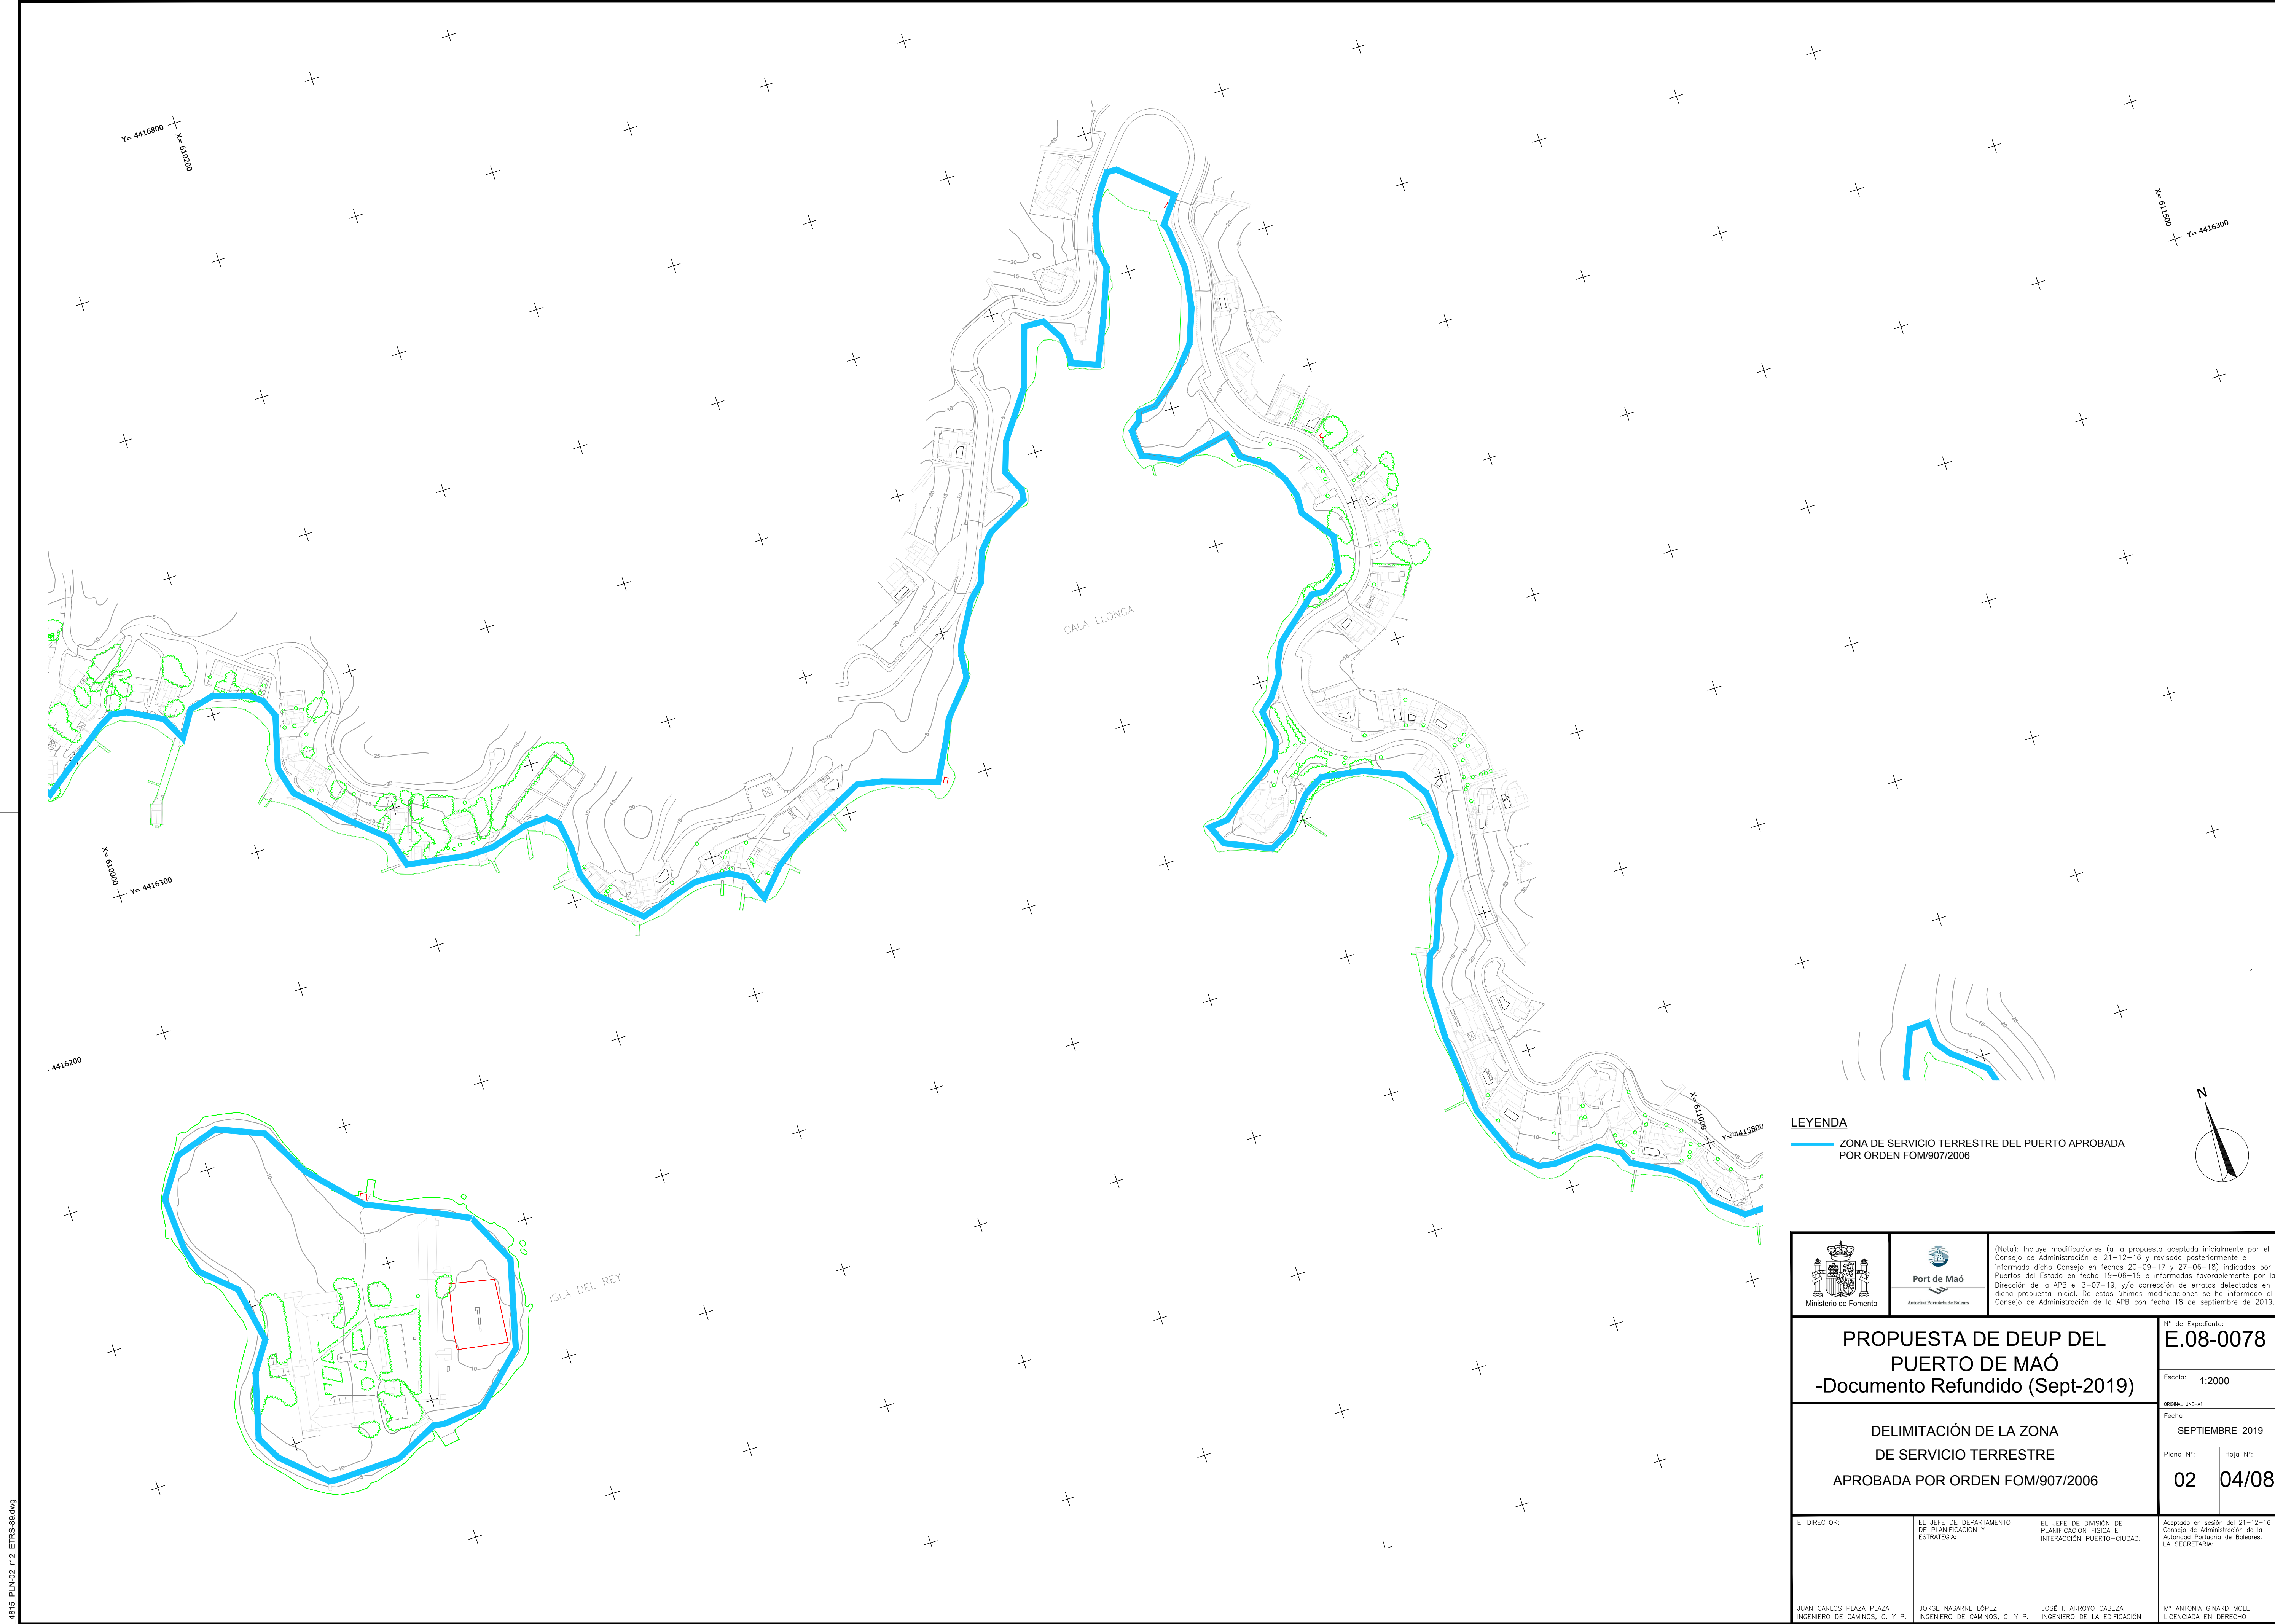 Y= 4416800
X= 610200
X= 611500
Y= 4416300
CALA LLONGA
X= 610000
Y= 4416300
4416200
X= 611000
Y= 4415800
ISLA DEL REY
N
LEYENDA
ZONA DE SERVICIO TERRESTRE DEL PUERTO APROBADA
POR ORDEN FOM/907/2006
Ministerio de Fomento
Port de Maó
Autoritat Portuària de Balears
(Nota): Incluye modificaciones (a la propuesta aceptada inicialmente por el
Consejo de Administración el 21-12-16 y revisada posteriormente e
informado dicho Consejo en fechas 20-09-17 y 27-06-18) indicadas por
Puertos del Estado en fecha 19-06-19 e informadas favorablemente por la
Dirección de la APB el 3-07-19, y/o corrección de erratas detectadas en
dicha propuesta inicial. De estas últimas modificaciones se ha informado al
Consejo de Administración de la APB con fecha 18 de septiembre de 2019.
PROPUESTA DE DEUP DEL
PUERTO DE MAÓ
-Documento Refundido (Sept-2019)
Nº de Expediente:
E.08-0078
Escala: 1:2000
ORIGINAL UNE-A1
Fecha
SEPTIEMBRE 2019
Plano Nº:
02
Hoja Nº:
04/08
DELIMITACIÓN DE LA ZONA
DE SERVICIO TERRESTRE
APROBADA POR ORDEN FOM/907/2006
El DIRECTOR:
JUAN CARLOS PLAZA PLAZA
INGENIERO DE CAMINOS, C. Y P.
EL JEFE DE DEPARTAMENTO
DE PLANIFICACION Y
ESTRATEGIA:
JORGE NASARRE LÓPEZ
INGENIERO DE CAMINOS, C. Y P.
EL JEFE DE DIVISIÓN DE
PLANIFICACION FISICA E
INTERACCIÓN PUERTO-CIUDAD:
JOSÉ I. ARROYO CABEZA
INGENIERO DE LA EDIFICACIÓN
Aceptado en sesión del 21-12-16
Consejo de Administración de la
Autoridad Portuaria de Baleares.
LA SECRETARIA:
Mª ANTONIA GINARD MOLL
LICENCIADA EN DERECHO
_4815_PLN-02_r12_ETRS-89.dwg